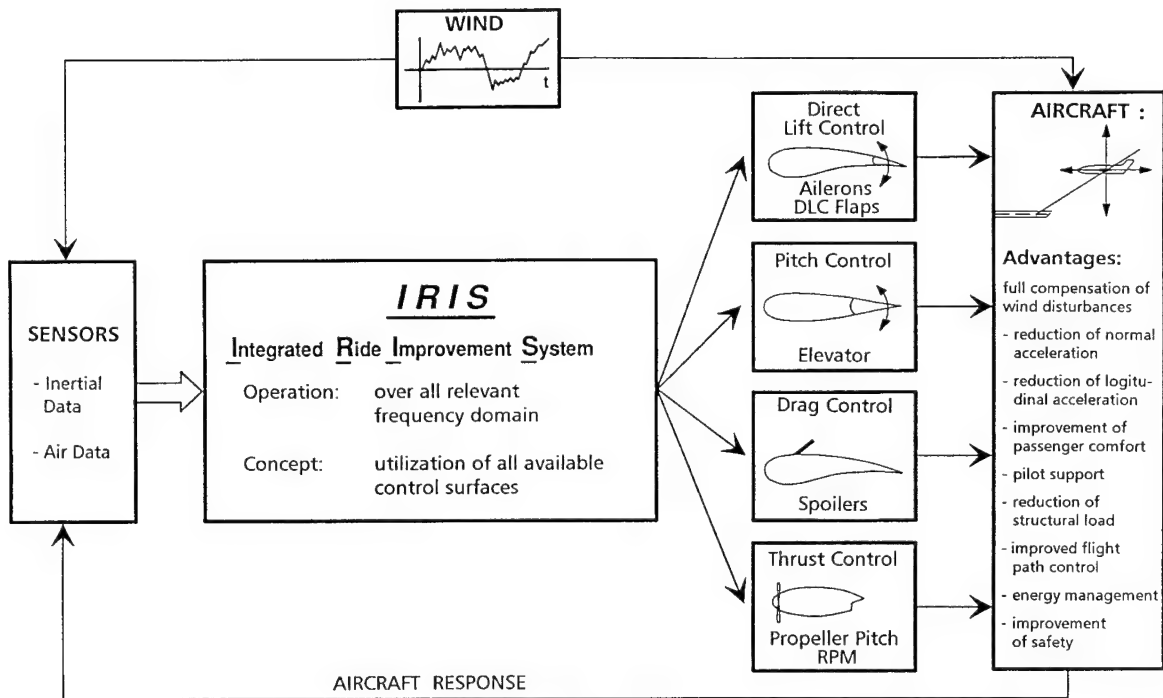 WIND
t
SENSORS
- Inertial
Data
- Air Data
IRIS
Integrated Ride Improvement System
Operation: over all relevant
frequency domain
Concept: utilization of all available
control surfaces
Direct
Lift Control
Ailerons
DLC Flaps
Pitch Control
Elevator
Drag Control
Spoilers
Thrust Control
Propeller Pitch
RPM
AIRCRAFT :
Advantages:
full compensation of
wind disturbances
- reduction of normal
acceleration
- reduction of logitu-
dinal acceleration
- improvement of
passenger comfort
- pilot support
- reduction of
structural load
- improved flight
path control
- energy management
- improvement
of safety
AIRCRAFT RESPONSE